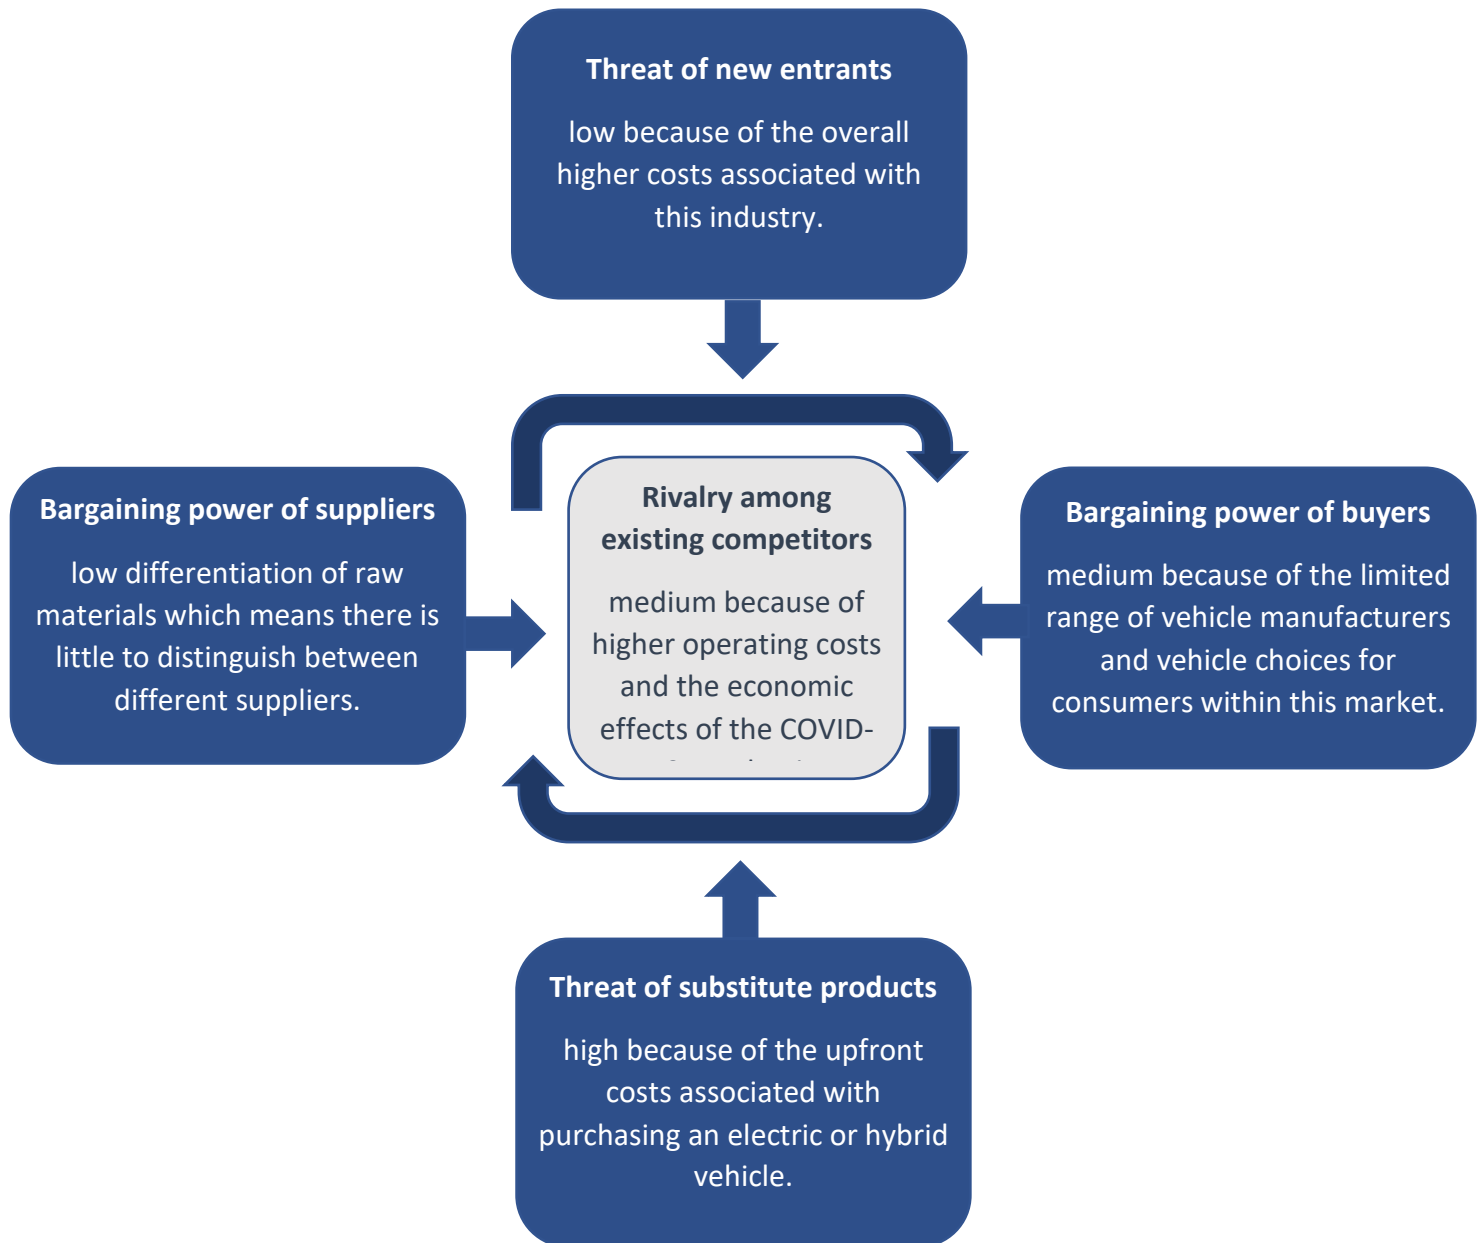 Threat of new entrants
low because of the overall
higher costs associated with
this industry.
Bargaining power of suppliers
low differentiation of raw
materials which means there is
little to distinguish between
different suppliers.
Rivalry among
existing competitors
medium because of
higher operating costs
and the economic
effects of the COVID-
Bargaining power of buyers
medium because of the limited
range of vehicle manufacturers
and vehicle choices for
consumers within this market.
Threat of substitute products
high because of the upfront
costs associated with
purchasing an electric or hybrid
vehicle.